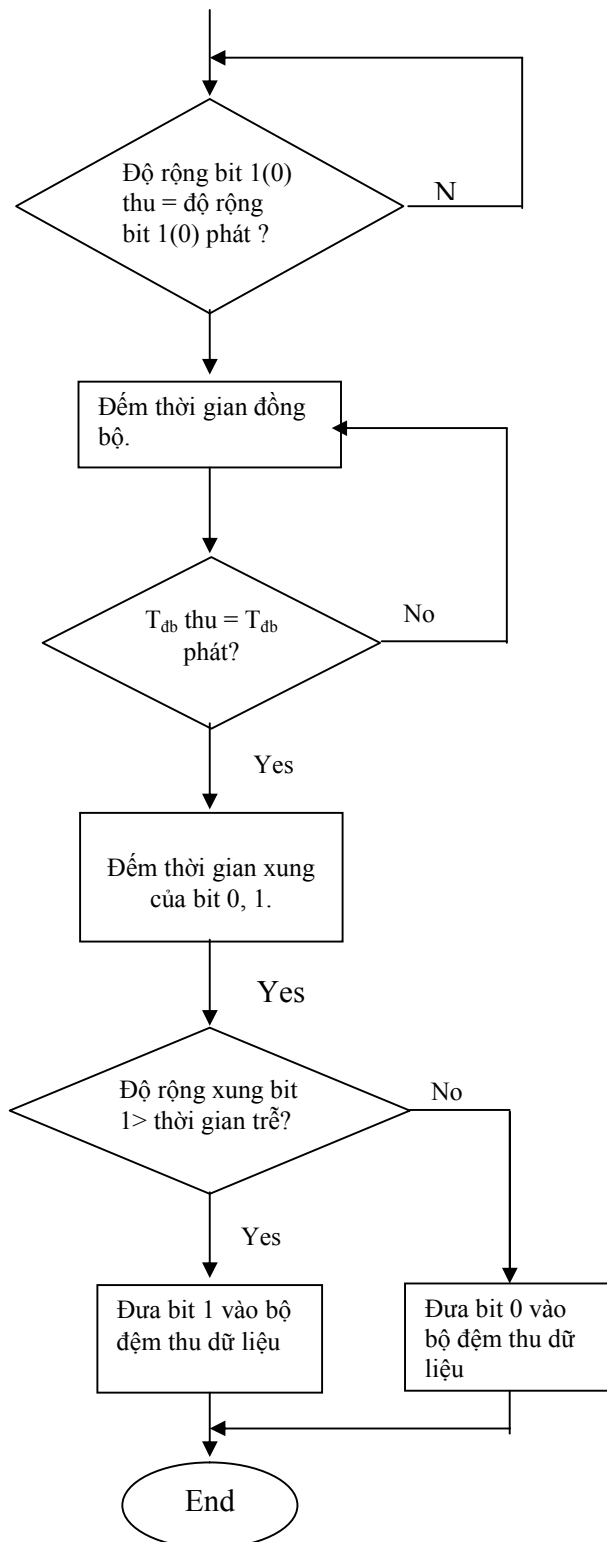 Độ rộng bit 1(0)
thu = độ rộng
bit 1(0) phát ?
N
Đếm thời gian đồng
bộ.
Tđb thu = Tđb
phát?
No
Yes
Đếm thời gian xung
của bit 0, 1.
Yes
Độ rộng xung bit
1> thời gian trễ?
No
Yes
Đưa bit 1 vào bộ
đệm thu dữ liệu
Đưa bit 0 vào
bộ đệm thu dữ
liệu
End